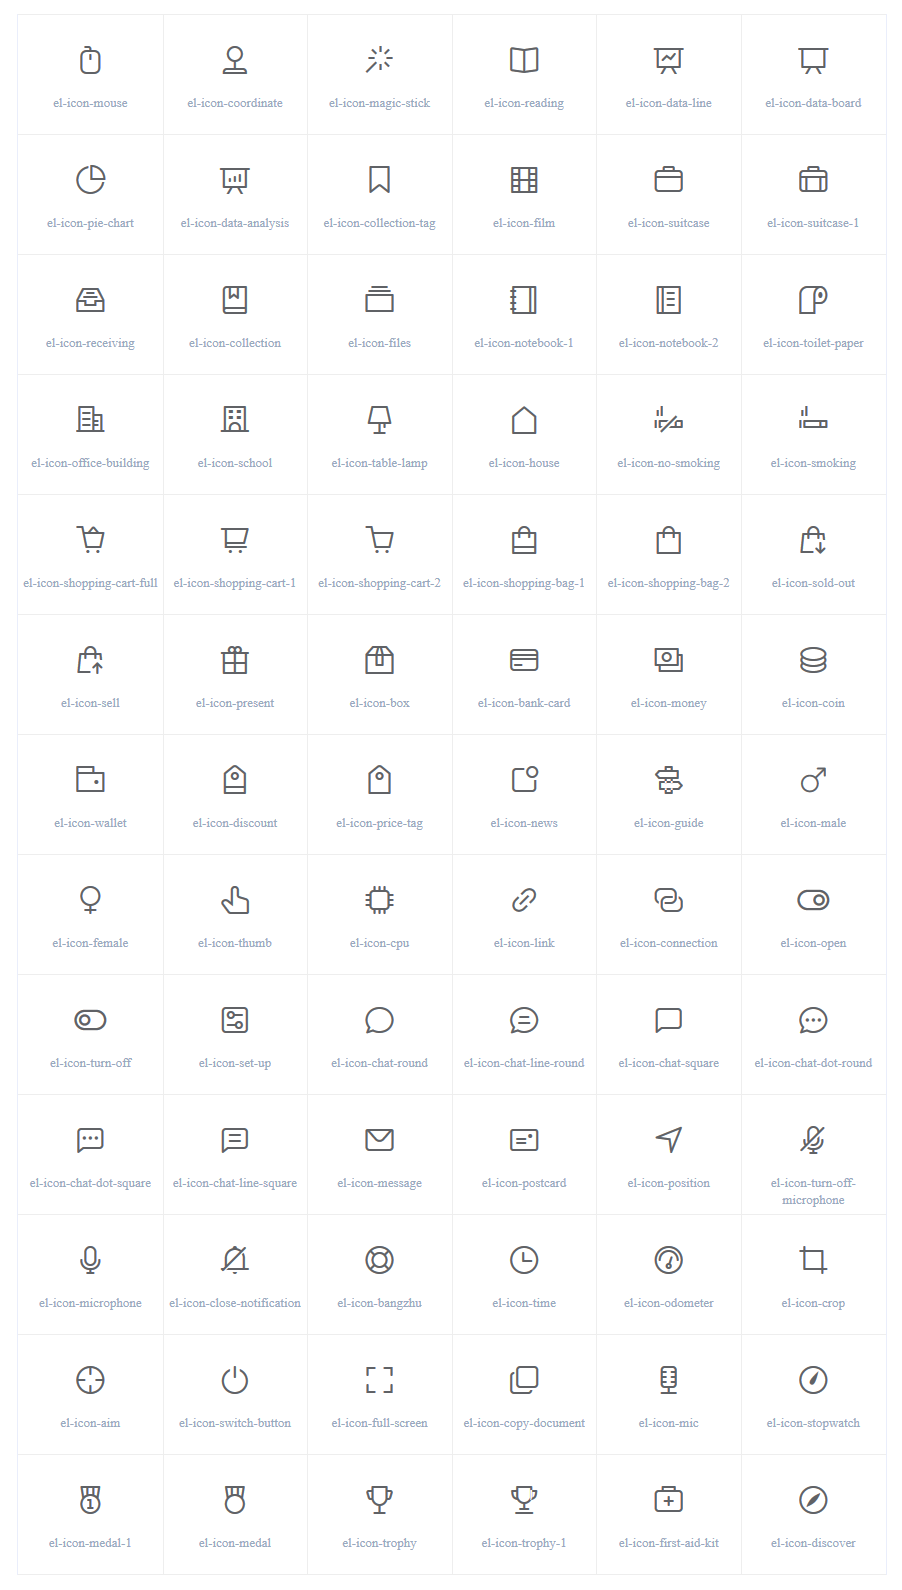 el-icon-mouse
el-icon-coordinate
el-icon-magic-stick
el-icon-reading
el-icon-data-line
el-icon-data-board
el-icon-pie-chart
el-icon-data-analysis
el-icon-collection-tag
el-icon-film
el-icon-suitcase
el-icon-suitcase-1
el-icon-receiving
el-icon-collection
el-icon-files
el-icon-notebook-1
el-icon-notebook-2
el-icon-toilet-paper
el-icon-office-building
el-icon-school
el-icon-table-lamp
el-icon-house
el-icon-no-smoking
el-icon-smoking
el-icon-shopping-cart-full
el-icon-shopping-cart-1
el-icon-shopping-cart-2
el-icon-shopping-bag-1
el-icon-shopping-bag-2
el-icon-sold-out
el-icon-sell
el-icon-present
el-icon-box
el-icon-bank-card
el-icon-money
el-icon-coin
el-icon-wallet
el-icon-discount
el-icon-price-tag
el-icon-news
el-icon-guide
el-icon-male
el-icon-female
el-icon-thumb
el-icon-cpu
el-icon-link
el-icon-connection
el-icon-open
el-icon-turn-off
el-icon-set-up
el-icon-chat-round
el-icon-chat-line-round
el-icon-chat-square
el-icon-chat-dot-round
el-icon-chat-dot-square
el-icon-chat-line-square
el-icon-message
el-icon-postcard
el-icon-position
el-icon-turn-off-
microphone
el-icon-microphone
el-icon-close-notification
el-icon-bangzhu
el-icon-time
el-icon-odometer
el-icon-crop
el-icon-aim
el-icon-switch-button
el-icon-full-screen
el-icon-copy-document
el-icon-mic
el-icon-stopwatch
1
el-icon-medal-1
el-icon-medal
el-icon-trophy
el-icon-trophy-1
el-icon-first-aid-kit
el-icon-discover